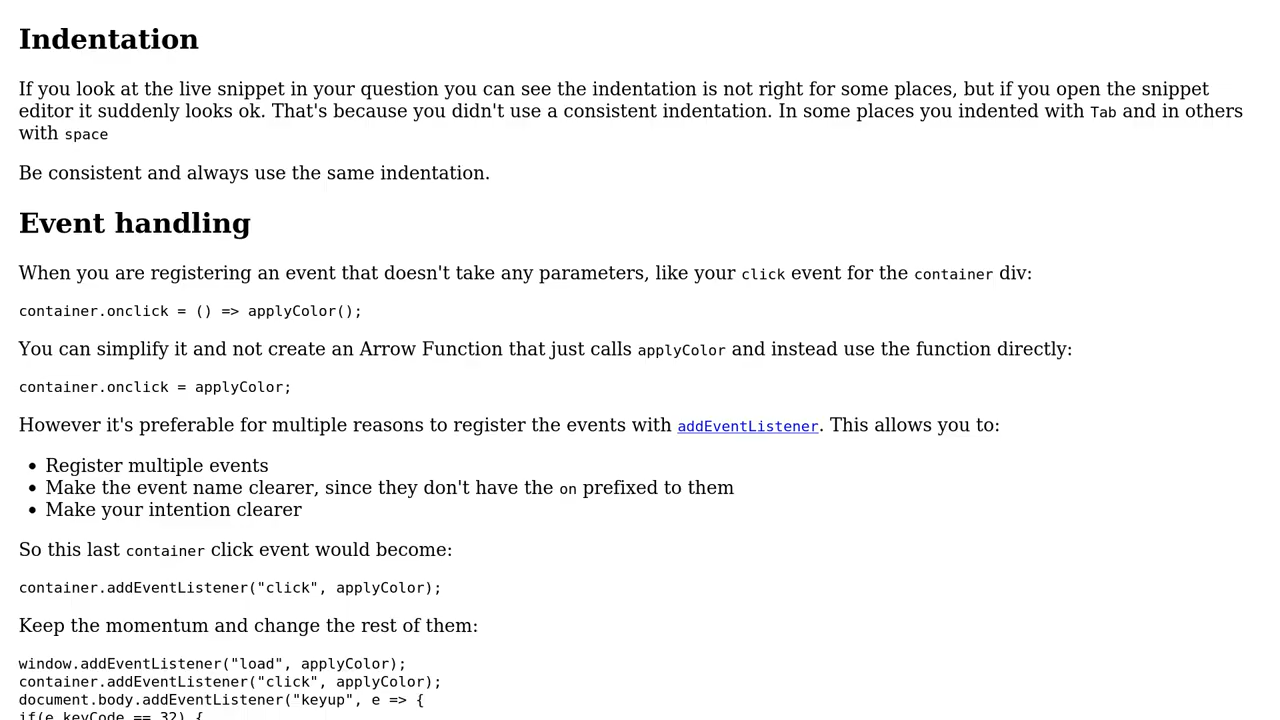 Indentation
If you look at the live snippet in your question you can see the indentation is not right for some places, but if you open the snippet
editor it suddenly looks ok. That's because you didn't use a consistent indentation. In some places you indented with Tab and in others
with space
Be consistent and always use the same indentation.
Event handling
When you are registering an event that doesn't take any parameters, like your click event for the container div:
container.onclick = () => applyColor();
You can simplify it and not create an Arrow Function that just calls applyColor and instead use the function directly:
container.onclick = applyColor;
However it's preferable for multiple reasons to register the events with addEventListener. This allows you to:
• Register multiple events
• Make the event name clearer, since they don't have the on prefixed to them
• Make your intention clearer
So this last container click event would become:
container.addEventListener("click", applyColor);
Keep the momentum and change the rest of them:
window.addEventListener("load", applyColor);
container.addEventListener("click", applyColor);
document.body.addEventListener("keyup", e => {
if(e.keyCode == 32) {